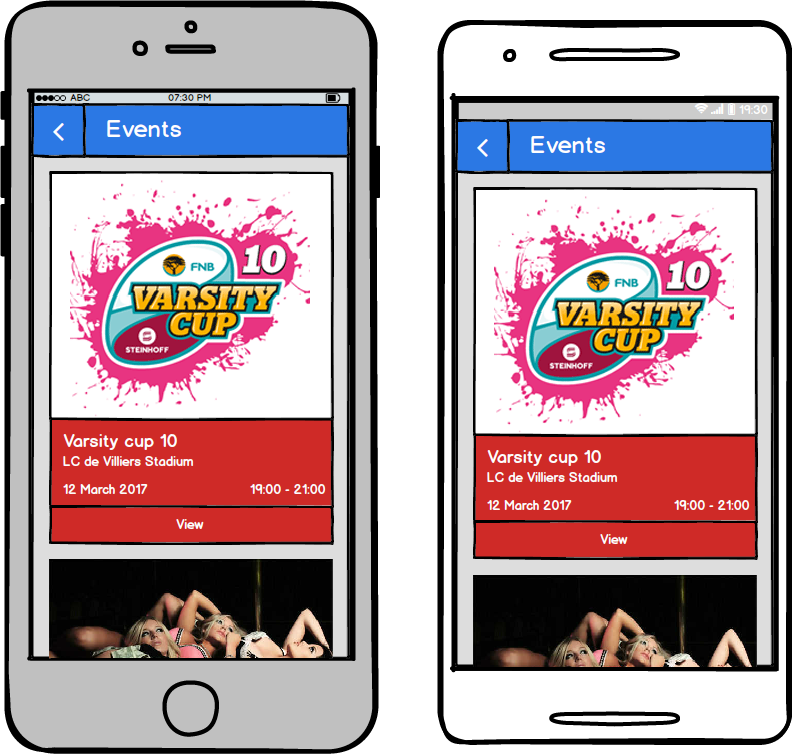 ABC 07:30 PM
Events
10
FNB
VARSITY
CUP
STEINHOFF
Varsity cup 10
LC de Villiers Stadium
12 March 2017 19:00 - 21:00
View
19:30
Events
10
FNB
VARSITY
CUP
STEINHOFF
Varsity cup 10
LC de Villiers Stadium
12 March 2017 19:00 - 21:00
View